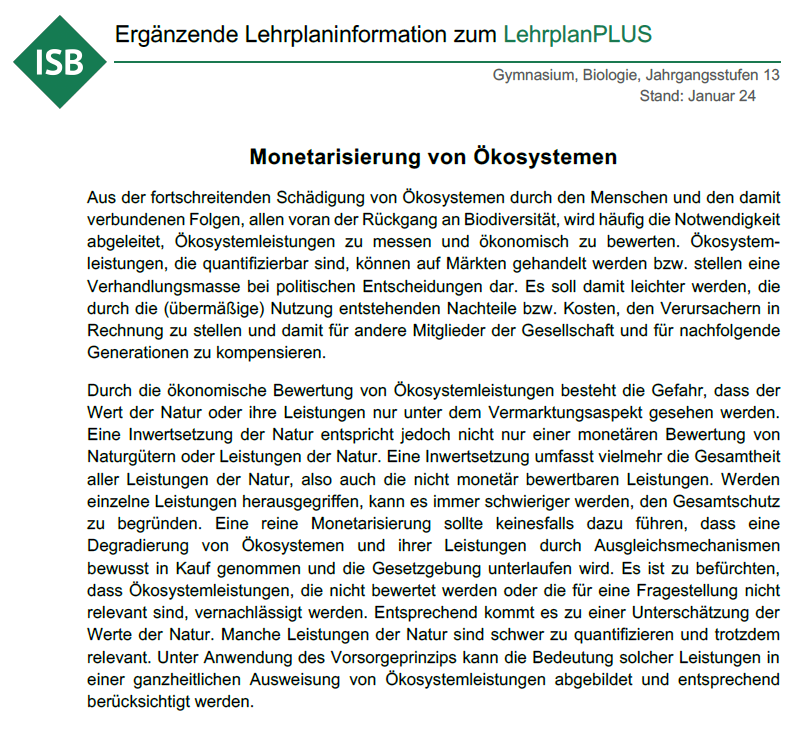 ISB
Ergänzende Lehrplaninformation zum LehrplanPLUS
Gymnasium, Biologie, Jahrgangsstufen 13
Stand: Januar 24
Monetarisierung von Ökosystemen
Aus der fortschreitenden Schädigung von Ökosystemen durch den Menschen und den damit
verbundenen Folgen, allen voran der Rückgang an Biodiversität, wird häufig die Notwendigkeit
abgeleitet, Ökosystemleistungen zu messen und ökonomisch zu bewerten. Ökosystem-
leistungen, die quantifizierbar sind, können auf Märkten gehandelt werden bzw. stellen eine
Verhandlungsmasse bei politischen Entscheidungen dar. Es soll damit leichter werden, die
durch die (übermäßige) Nutzung entstehenden Nachteile bzw. Kosten, den Verursachern in
Rechnung zu stellen und damit für andere Mitglieder der Gesellschaft und für nachfolgende
Generationen zu kompensieren.
Durch die ökonomische Bewertung von Ökosystemleistungen besteht die Gefahr, dass der
Wert der Natur oder ihre Leistungen nur unter dem Vermarktungsaspekt gesehen werden.
Eine Inwertsetzung der Natur entspricht jedoch nicht nur einer monetären Bewertung von
Naturgütern oder Leistungen der Natur. Eine Inwertsetzung umfasst vielmehr die Gesamtheit
aller Leistungen der Natur, also auch die nicht monetär bewertbaren Leistungen. Werden
einzelne Leistungen herausgegriffen, kann es immer schwieriger werden, den Gesamtschutz
zu begründen. Eine reine Monetarisierung sollte keinesfalls dazu führen, dass eine
Degradierung von Ökosystemen und ihrer Leistungen durch Ausgleichsmechanismen
bewusst in Kauf genommen und die Gesetzgebung unterlaufen wird. Es ist zu befürchten,
dass Ökosystemleistungen, die nicht bewertet werden oder die für eine Fragestellung nicht
relevant sind, vernachlässigt werden. Entsprechend kommt es zu einer Unterschätzung der
Werte der Natur. Manche Leistungen der Natur sind schwer zu quantifizieren und trotzdem
relevant. Unter Anwendung des Vorsorgeprinzips kann die Bedeutung solcher Leistungen in
einer ganzheitlichen Ausweisung von Ökosystemleistungen abgebildet und entsprechend
berücksichtigt werden.